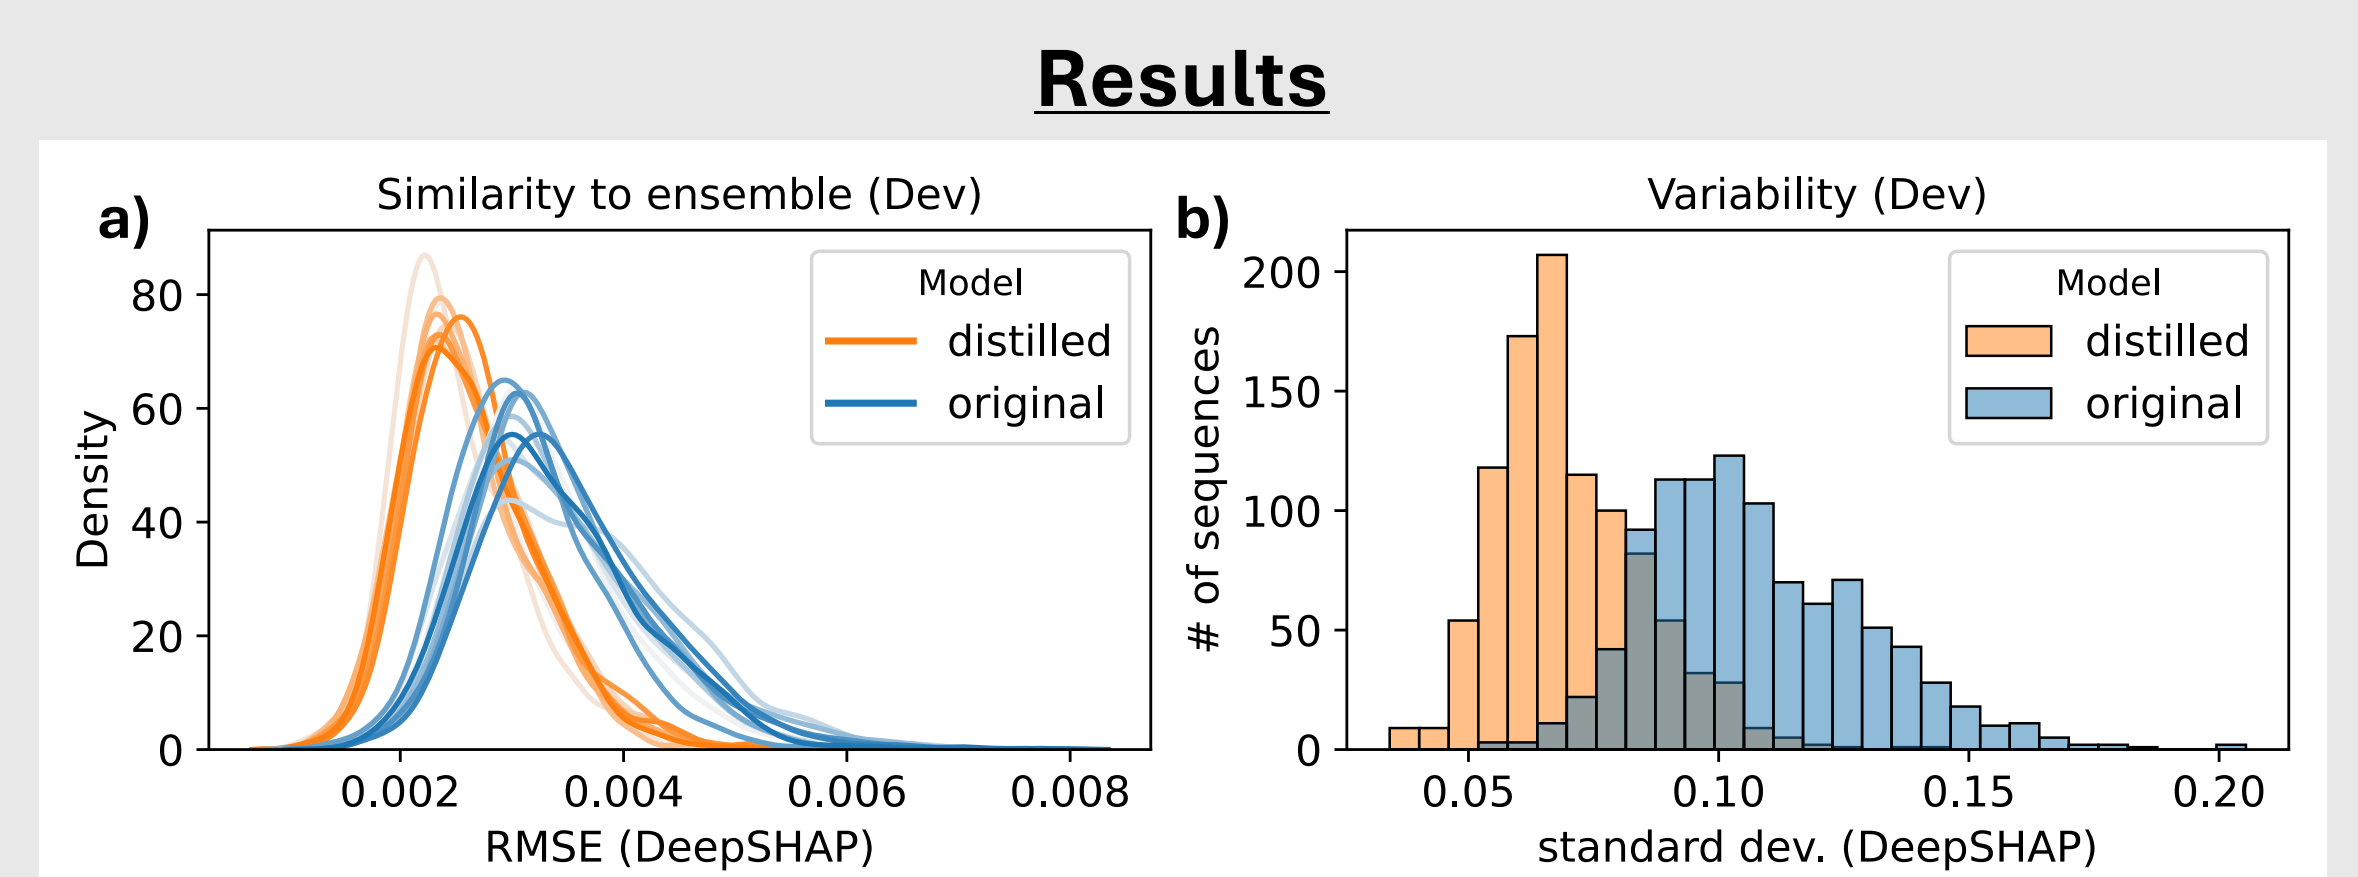 Results
a)
Similarity to ensemble (Dev)
Density
80
60
40
20
0
Model
distilled
original
0.002
0.004
0.006
0.008
RMSE (DeepSHAP)
b)
Variability (Dev)
# of sequences
200
150
100
50
0
Model
distilled
original
0.05
0.10
0.15
0.20
standard dev. (DeepSHAP)